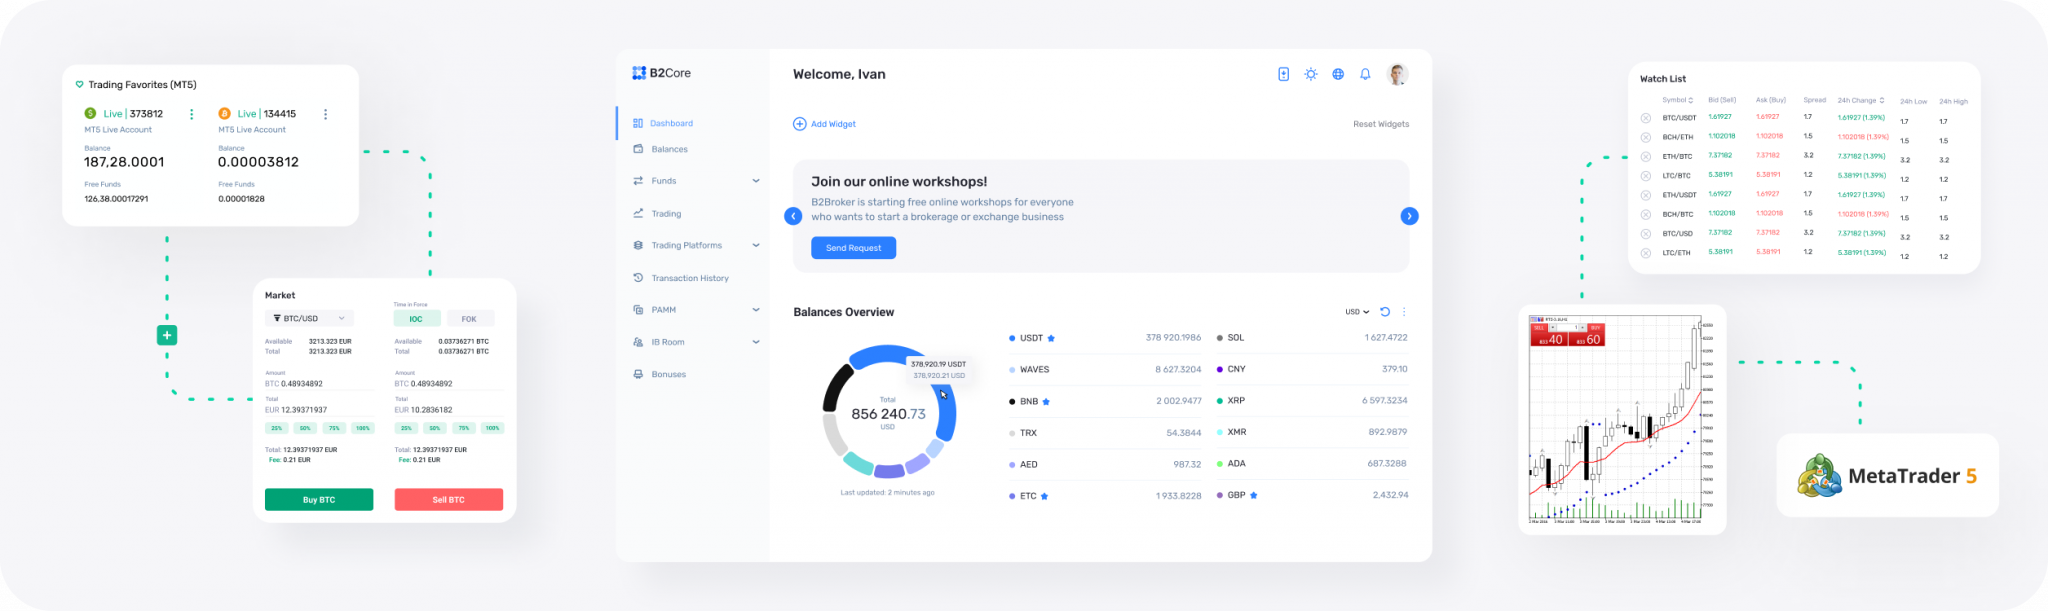 Trading Favorites (MT5)
Live | 373812
MT5 Live Account
Balance
187,28.0001
Free Funds
126.38.00017291
Live | 134415
MT5 Live Account
Balance
0.00003812
Free Funds
0.00001828
Market
BTC/USD
Time in Force
IOC FOK
Available 3213.323 EUR
Total 3213.323 EUR
Amount
BTC 0.48934892
Total
EUR 12.39371937
25% 50% 75% 100%
Total: 12.39371937 EUR
Fee: 0.21 EUR
Buy BTC
Available 0.03736271 BTC
Total 0.03736271 BTC
Amount
BTC 0.48934892
Total
EUR 10.2836182
25% 50% 75% 100%
Total: 12.39371937 EUR
Fee: 0.21 EUR
Sell BTC
B2Core
Dashboard
Balances
Funds
Trading
Trading Platforms
Transaction History
PAMM
IB Room
Bonuses
Welcome, Ivan
Add Widget
Reset Widgets
Join our online workshops!
B2Broker is starting free online workshops for everyone
who wants to start a brokerage or exchange business
Send Request
Balances Overview
USD
378,920.19 USDT
378,920.21 USD
Total
856 240.73
USD
Last updated: 2 minutes ago
USDT 378 920.1986
WAVES 8 627.3204
BNB 2 002.9477
TRX 54.3844
AED 987.32
ETC 1 933.8228
SOL 1 627.4722
CNY 379.10
XRP 6 597.3234
XMR 892.9879
ADA 687.3288
GBP 2,432.94
Watch List
Symbol Bid (Sell) Ask (Buy) Spread 24h Change 24h Low 24h High
BTC/USDT 1.61927 1.61927 1.7 1.61927 (1.39%) 1.7 1.7
BCH/ETH 1.102018 1.102018 1.5 1.102018 (1.39%) 1.5 1.5
ETH/BTC 7.37182 7.37182 3.2 7.37182 (1.39%) 3.2 3.2
LTC/BTC 5.38191 5.38191 1.2 5.38191 (1.39%) 1.2 1.2
ETH/USDT 1.61927 1.61927 1.7 1.61927 (1.39%) 1.7 1.7
BCH/BTC 1.102018 1.102018 1.5 1.102018 (1.39%) 1.5 1.5
BTC/USD 7.37182 7.37182 3.2 7.37182 (1.39%) 3.2 3.2
LTC/ETH 5.38191 5.38191 1.2 5.38191 (1.39%) 1.2 1.2
SELL 1 BUY
40 60
MetaTrader 5